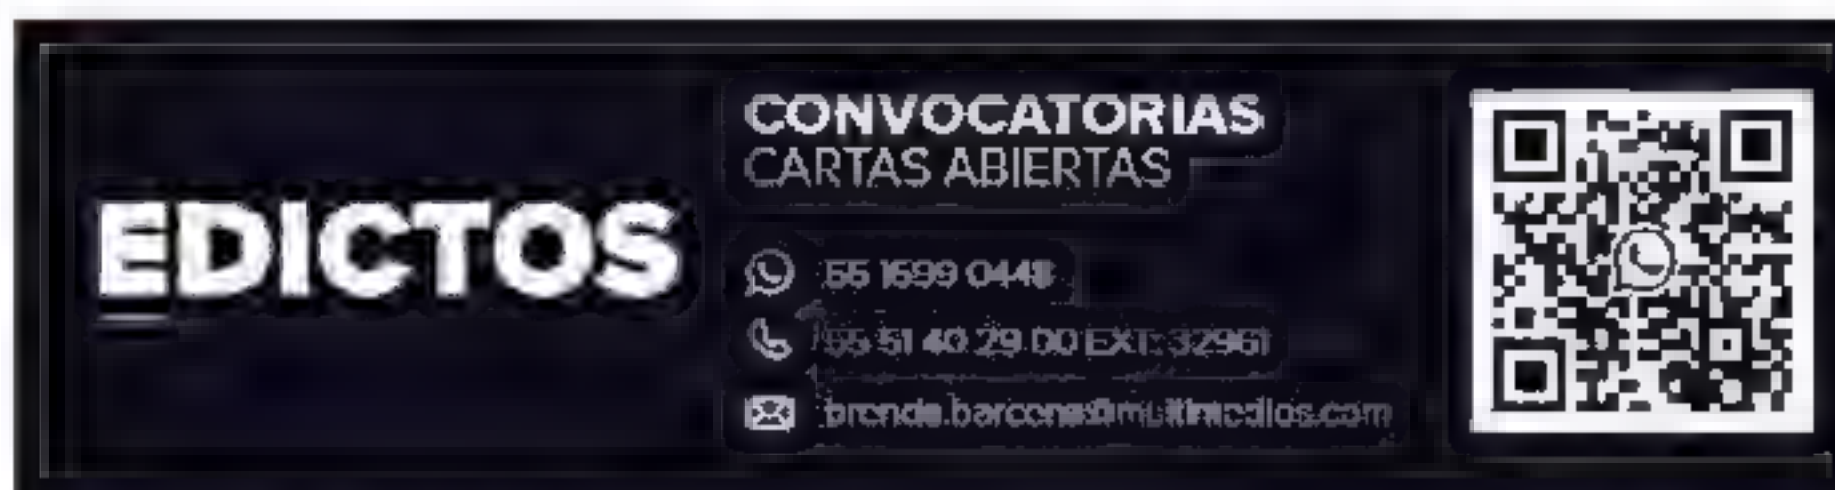 EDICTOS
CONVOCATORIAS
CARTAS ABIERTAS
55 1699 0448
55 51 40 29 00 EXT: 32961